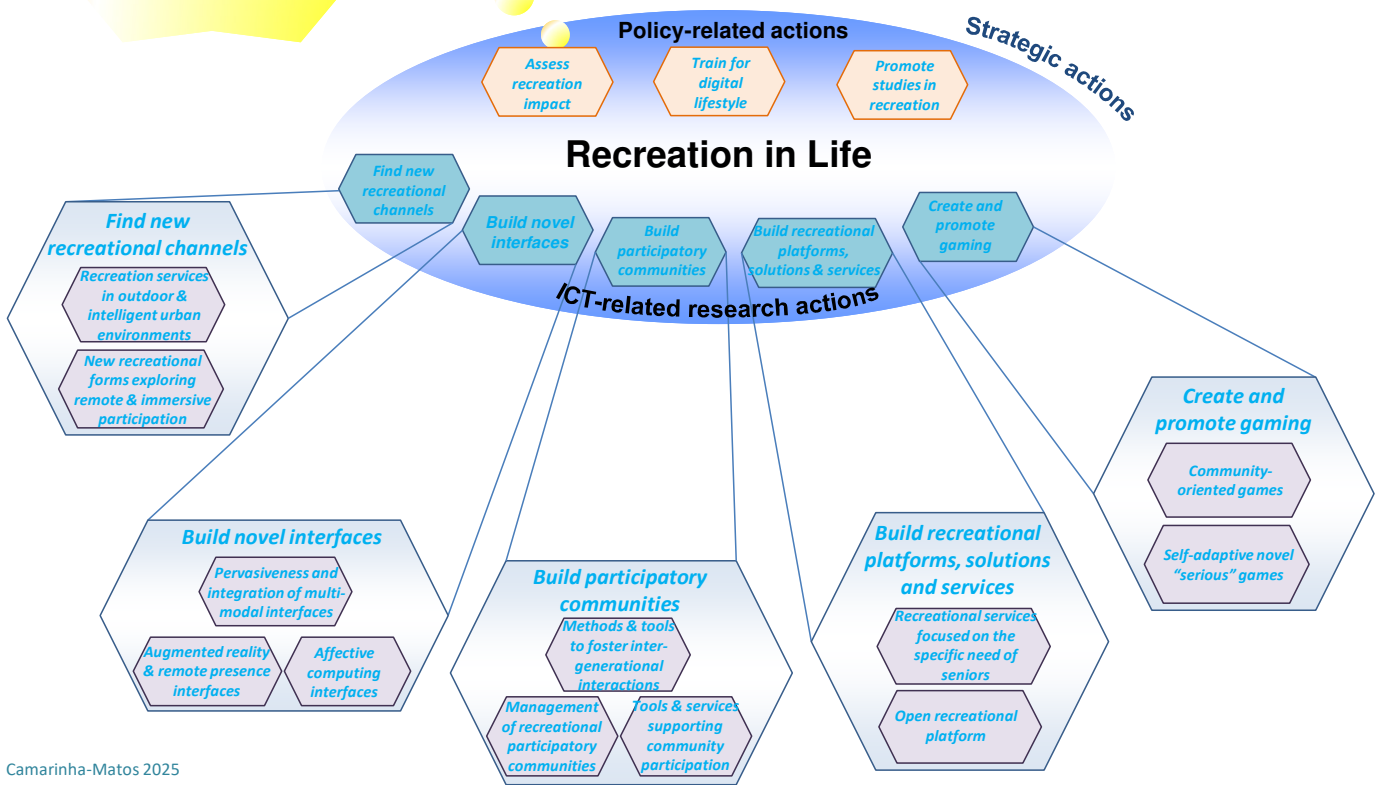 Policy-related actions
Strategic actions
Assess
recreation
impact
Train for
digital
lifestyle
Promote
studies in
recreation
Recreation in Life
Find new
recreational
channels
Build novel
interfaces
Build
participatory
communities
Build recreational
platforms,
solutions & services
Create and
promote
gaming
ICT-related research actions
Find new
recreational channels
Recreation services
in outdoor &
intelligent urban
environments
New recreational
forms exploring
remote & immersive
participation
Build novel interfaces
Pervasiveness and
integration of multi-
modal interfaces
Augmented reality
& remote presence
interfaces
Affective
computing
interfaces
Build participatory
communities
Methods & tools
to foster inter-
generational
interactions
Management
of recreational
participatory
communities
Tools & services
supporting
community
participation
Build recreational
platforms, solutions
and services
Recreational services
focused on the
specific need of
seniors
Open recreational
platform
Create and
promote gaming
Community-
oriented games
Self-adaptive novel
“serious” games
Camarinha-Matos 2025